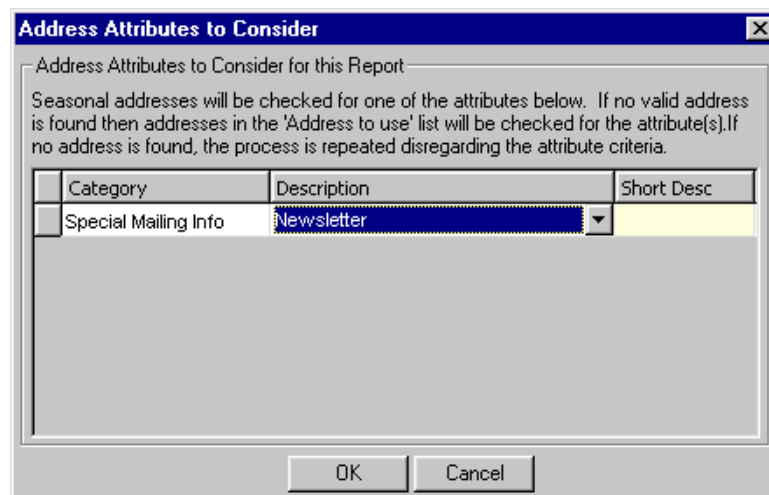 Address Attributes to Consider
Address Attributes to Consider for this Report
Seasonal addresses will be checked for one of the attributes below. If no valid address
is found then addresses in the 'Address to use' list will be checked for the attribute(s).If
no address is found, the process is repeated disregarding the attribute criteria.
Category Description Short Desc
Special Mailing Info Newsletter
OK Cancel